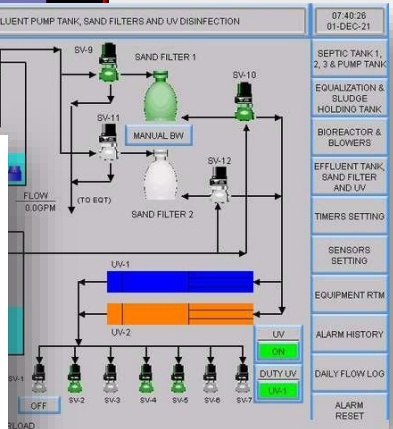 LUENT PUMP TANK, SAND FILTERS AND UV DISINFECTION
07:40:26
01-DEC-21
SV-9
SAND FILTER 1
SV-10
MANUAL BW
SV-11
SV-12
(TO EQT)
SAND FILTER 2
FLOW
0.0GPM
UV-1
UV-2
UV
ON
DUTY UV
UV-1
SV-1
OFF
SV-2
SV-3
SV-4
SV-5
SV-6
SV-7
RLOAD
SEPTIC TANK 1,
2, 3 & PUMP TANK
EQUALIZATION &
SLUDGE
HOLDING TANK
BIOREACTOR &
BLOWERS
EFFLUENT TANK,
SAND FILTER
AND UV
TIMERS SETTING
SENSORS
SETTING
EQUIPMENT RTM
ALARM HISTORY
DAILY FLOW LOG
ALARM
RESET